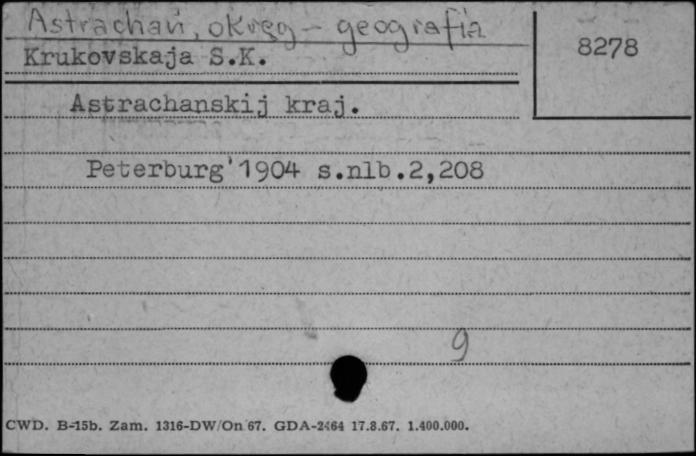 Astrachań, okręg - geografia
8278
Krukovskaja S.K.
Astrachanskij kraj.
Peterburg'1904 s.nlb.2,208
9
CWD. B-15b. Zam. 1316-DW/On 67. GDA-2464 17.8.67. 1.400.000.